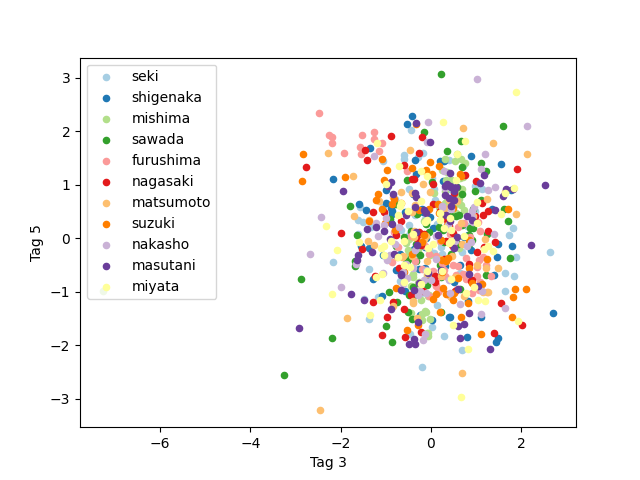 seki
shigenaka
mishima
sawada
furushima
nagasaki
matsumoto
suzuki
nakasho
masutani
miyata
3
2
1
0
−1
−2
−3
Tag 5
−6
−4
−2
0
2
Tag 3